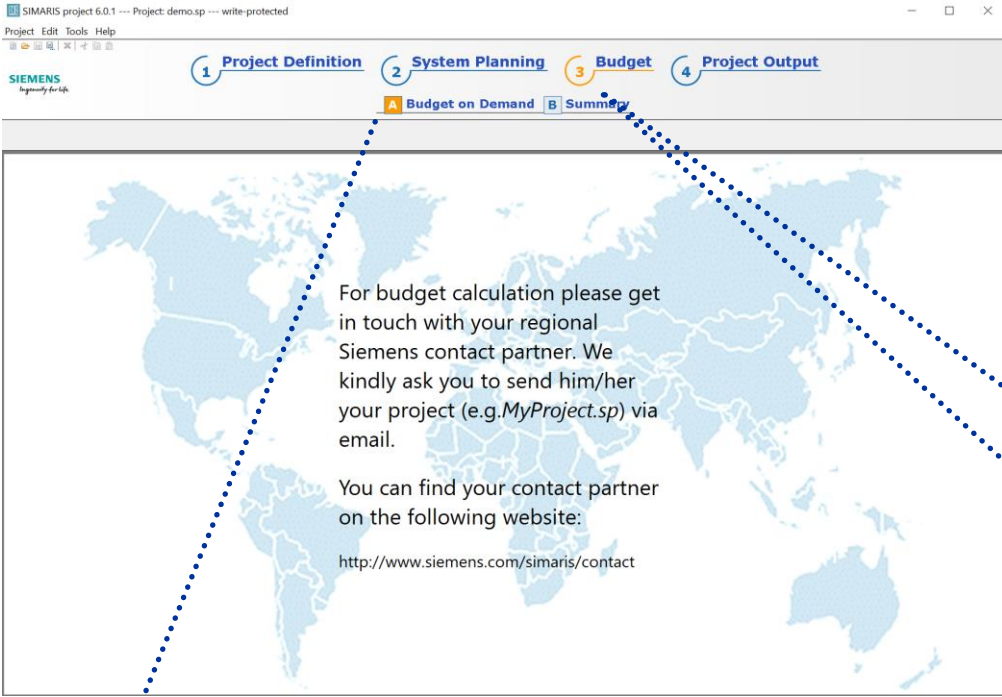 SIMARIS project 6.0.1 --- Project: demo.sp --- write-protected
Project Edit Tools Help
SIEMENS
Ingenuity for life
1 Project Definition 2 System Planning 3 Budget 4 Project Output
A Budget on Demand B Summary
For budget calculation please get
in touch with your regional
Siemens contact partner. We
kindly ask you to send him/her
your project (e.g.MyProject.sp) via
email.
You can find your contact partner
on the following website:
http://www.siemens.com/simaris/contact